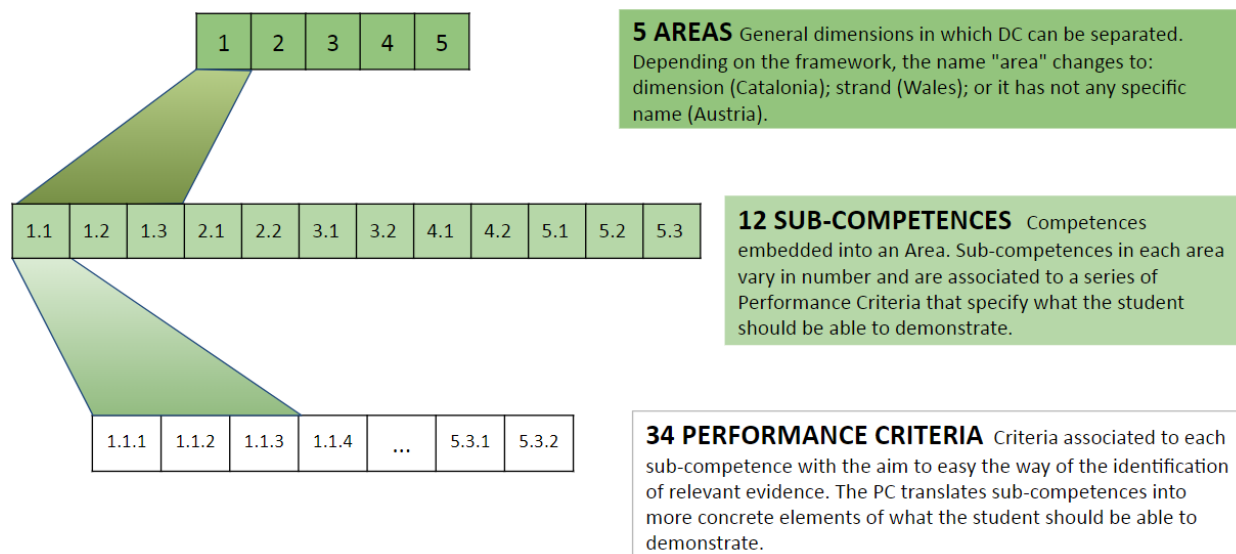 1 2 3 4 5
5 AREAS General dimensions in which DC can be separated.
Depending on the framework, the name "area" changes to:
dimension (Catalonia); strand (Wales); or it has not any specific
name (Austria).
1.1 1.2 1.3 2.1 2.2 3.1 3.2 4.1 4.2 5.1 5.2 5.3
12 SUB-COMPETENCES Competences
embedded into an Area. Sub-competences in each area
vary in number and are associated to a series of
Performance Criteria that specify what the student
should be able to demonstrate.
1.1.1 1.1.2 1.1.3 1.1.4 ... 5.3.1 5.3.2
34 PERFORMANCE CRITERIA Criteria associated to each
sub-competence with the aim to easy the way of the identification
of relevant evidence. The PC translates sub-competences into
more concrete elements of what the student should be able to
demonstrate.